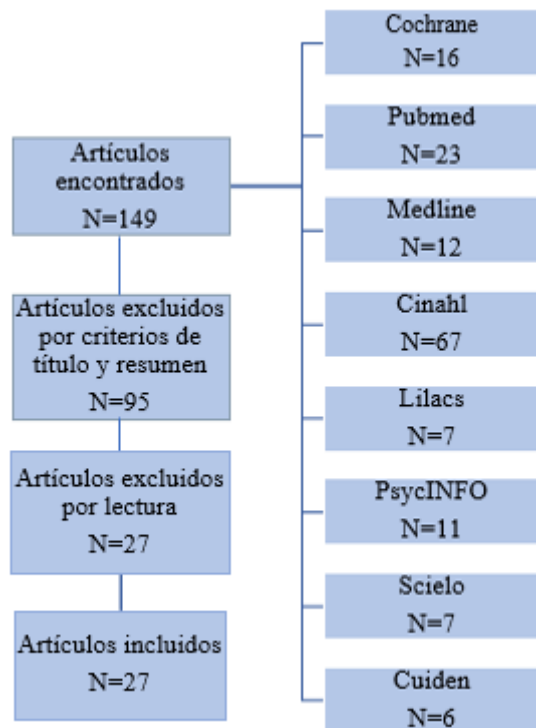 Artículos
encontrados
N=149
Artículos excluidos
por criterios de
título y resumen
N=95
Artículos excluidos
por lectura
N=27
Artículos incluidos
N=27
Cochrane
N=16
Pubmed
N=23
Medline
N=12
Cinahl
N=67
Lilacs
N=7
PsycINFO
N=11
Scielo
N=7
Cuiden
N=6